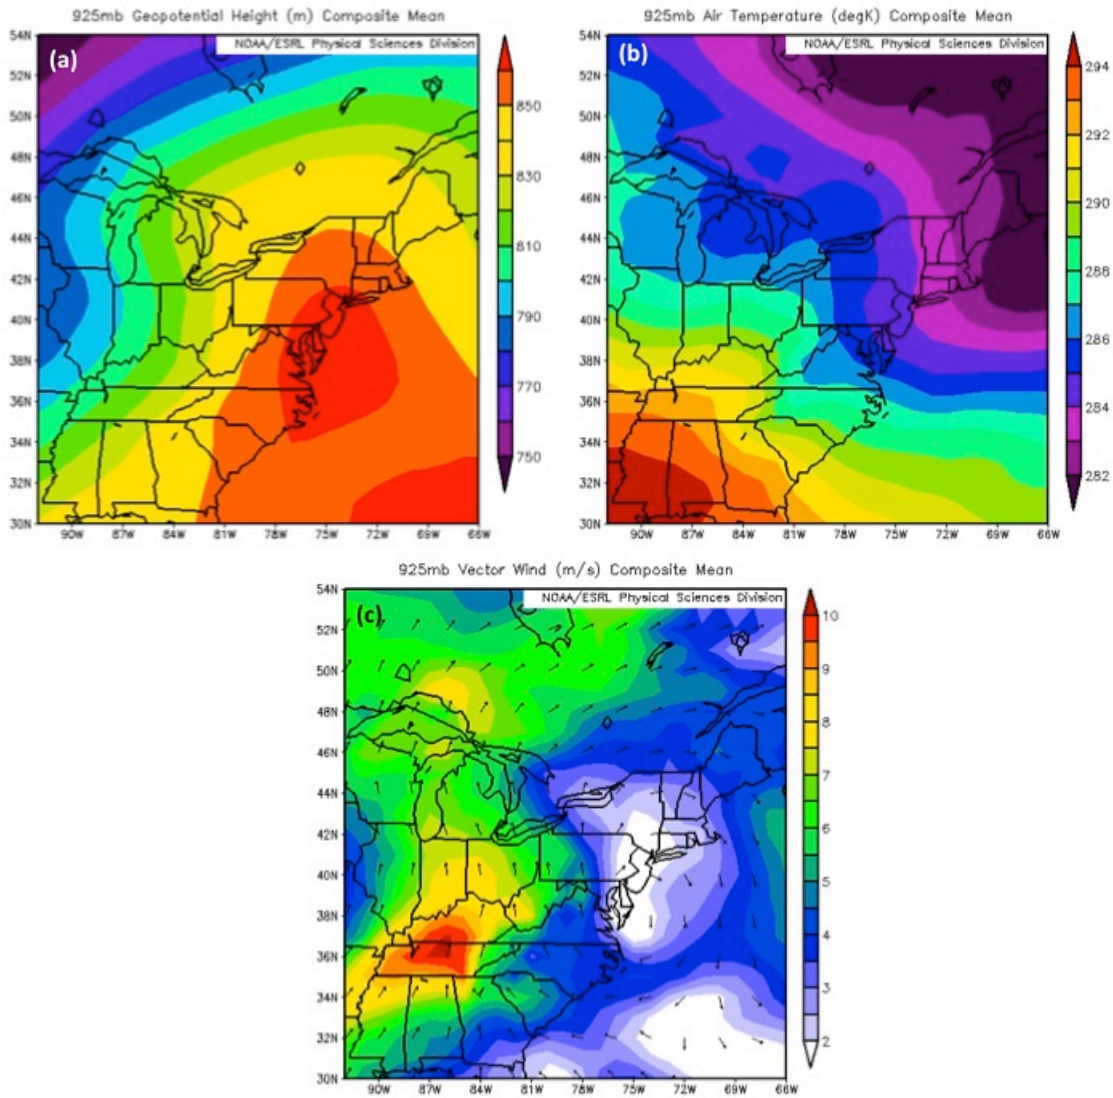 925mb Geopotential Height (m) Composite Mean
NOAA/ESRL Physical Sciences Division
(a)
54N
52N
50N
48N
46N
44N
42N
40N
38N
36N
34N
32N
30N
90W 87W 84W 81W 78W 75W 72W 69W 66W
850
830
810
790
770
750
925mb Air Temperature (degK) Composite Mean
NOAA/ESRL Physical Sciences Division
(b)
54N
52N
50N
48N
46N
44N
42N
40N
38N
36N
34N
32N
30N
90W 87W 84W 81W 78W 75W 72W 69W 66W
294
292
290
288
286
284
282
925mb Vector Wind (m/s) Composite Mean
NOAA/ESRL Physical Sciences Division
(c)
54N
52N
50N
48N
46N
44N
42N
40N
38N
36N
34N
32N
30N
90W 87W 84W 81W 78W 75W 72W 69W 66W
10
9
8
7
6
5
4
3
2